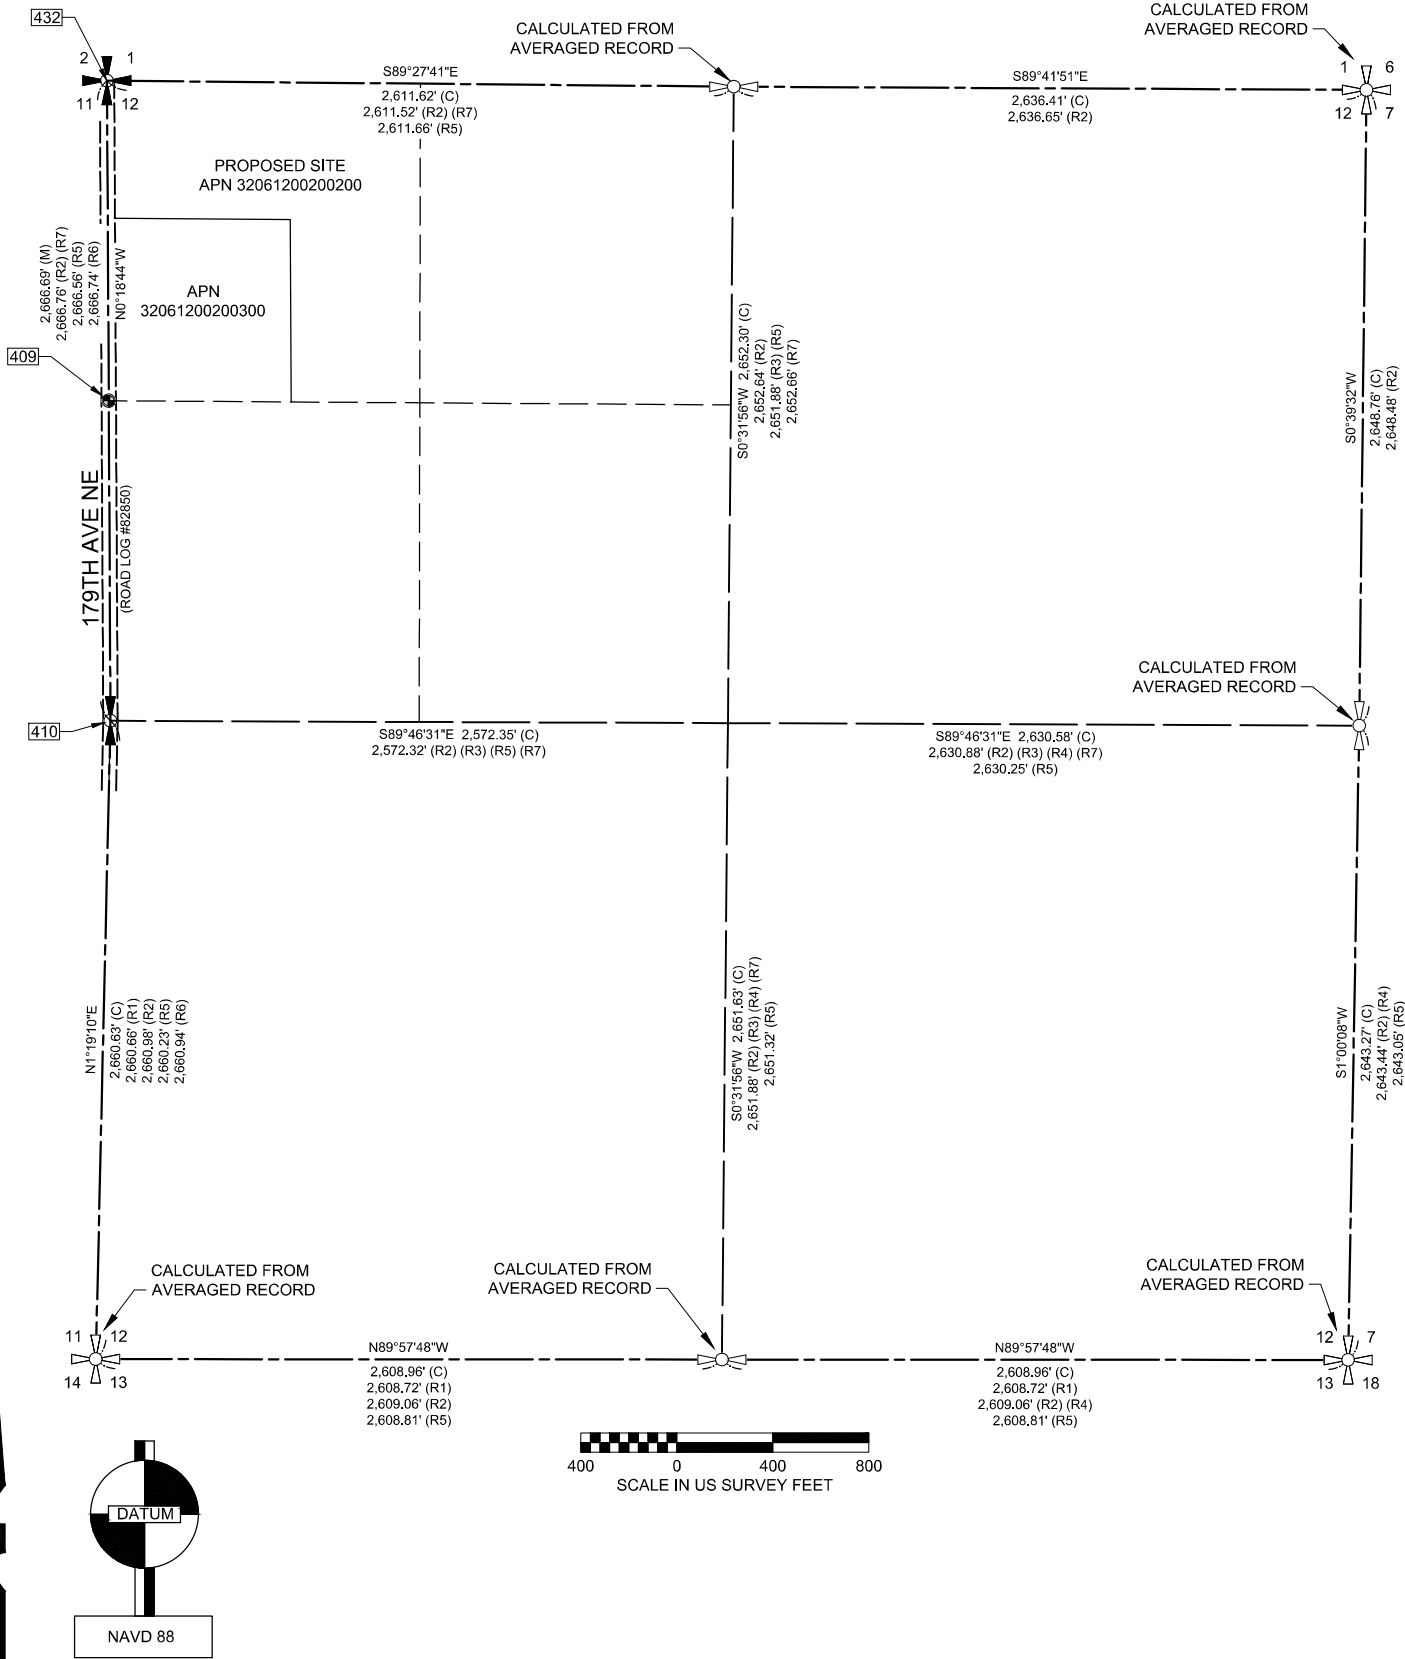 432
CALCULATED FROM
AVERAGED RECORD
CALCULATED FROM
AVERAGED RECORD
2 1
11 12
S89°27'41"E
2,611.62' (C)
2,611.52' (R2) (R7)
2,611.66' (R5)
S89°41'51"E
2,636.41' (C)
2,636.65' (R2)
1 6
12 7
PROPOSED SITE
APN 32061200200200
2,666.69' (M)
2,666.76' (R2) (R7)
2,666.56' (R5)
2,666.74' (R6)
N0°18'44"W
APN
32061200200300
409
S0°31'56"W 2,652.30' (C)
2,652.64' (R2)
2,651.88' (R3) (R5)
2,652.66' (R7)
S0°39'32"W
2,648.76' (C)
2,648.48' (R2)
179TH AVE NE
(ROAD LOG #82850)
CALCULATED FROM
AVERAGED RECORD
410
S89°46'31"E 2,572.35' (C)
2,572.32' (R2) (R3) (R5) (R7)
S89°46'31"E 2,630.58' (C)
2,630.88' (R2) (R3) (R4) (R7)
2,630.25' (R5)
N1°19'10"E
2,660.63' (C)
2,660.66' (R1)
2,660.98' (R2)
2,660.23' (R5)
2,660.94' (R6)
S0°31'56"W 2,651.63' (C)
2,651.88' (R2) (R3) (R4) (R7)
2,651.32' (R5)
S1°00'08"W
2,643.27' (C)
2,643.44' (R2) (R4)
2,643.05' (R5)
CALCULATED FROM
AVERAGED RECORD
CALCULATED FROM
AVERAGED RECORD
CALCULATED FROM
AVERAGED RECORD
11 12
14 13
N89°57'48"W
2,608.96' (C)
2,608.72' (R1)
2,609.06' (R2)
2,608.81' (R5)
N89°57'48"W
2,608.96' (C)
2,608.72' (R1)
2,609.06' (R2) (R4)
2,608.81' (R5)
12 7
13 18
400 0 400 800
SCALE IN US SURVEY FEET
DATUM
NAVD 88